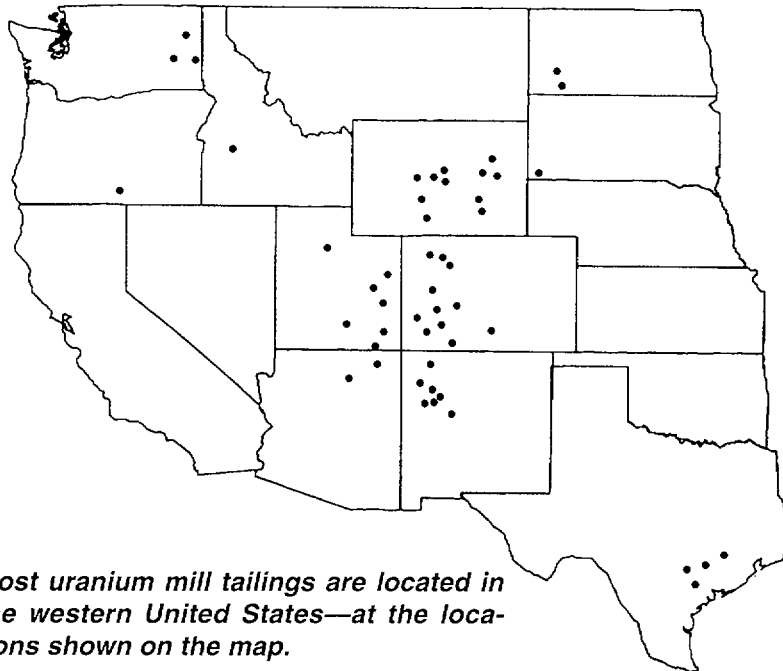 ost uranium mill tailings are located in
e western United States—at the loca-
ons shown on the map.